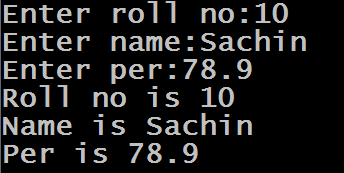 Enter roll no:10
Enter name:Sachin
Enter per:78.9
Roll no is 10
Name is Sachin
Per is 78.9